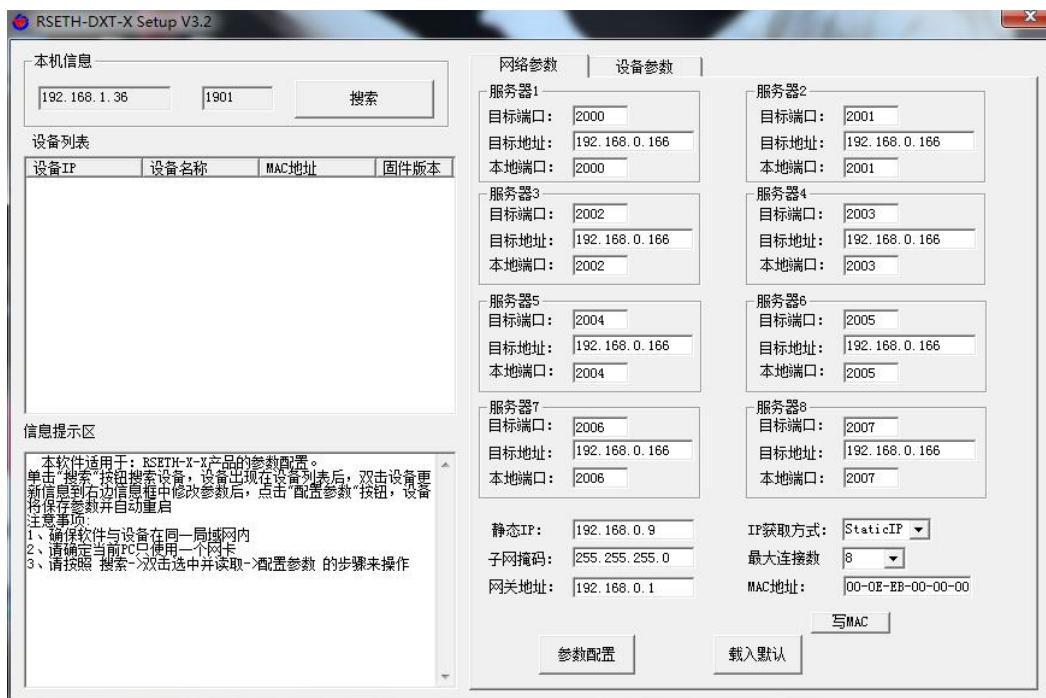 RSETH-DXT-X Setup V3.2
本机信息
192.168.1.36
1901
搜索
设备列表
设备IP 设备名称 MAC地址 固件版本
信息提示区
本软件适用于：RSETH-X-X产品的参数配置。
单击"搜索"按钮搜索设备，设备出现在设备列表后，双击设备更
新信息到右边信息框中修改参数后，点击"配置参数"按钮，设备
将保存参数并自动重启
注意事项:
1、确保软件与设备在同一局域网内
2、请确定当前PC只使用一个网卡
3、请按照 搜索->双击选中并读取->配置参数 的步骤来操作
网络参数 设备参数
服务器1
目标端口： 2000
目标地址： 192.168.0.166
本地端口： 2000
服务器2
目标端口： 2001
目标地址： 192.168.0.166
本地端口： 2001
服务器3
目标端口： 2002
目标地址： 192.168.0.166
本地端口： 2002
服务器4
目标端口： 2003
目标地址： 192.168.0.166
本地端口： 2003
服务器5
目标端口： 2004
目标地址： 192.168.0.166
本地端口： 2004
服务器6
目标端口： 2005
目标地址： 192.168.0.166
本地端口： 2005
服务器7
目标端口： 2006
目标地址： 192.168.0.166
本地端口： 2006
服务器8
目标端口： 2007
目标地址： 192.168.0.166
本地端口： 2007
静态IP: 192.168.0.9
子网掩码: 255.255.255.0
网关地址: 192.168.0.1
IP获取方式: StaticIP
最大连接数 8
MAC地址: 00-0E-EB-00-00-00
写MAC
参数配置
载入默认